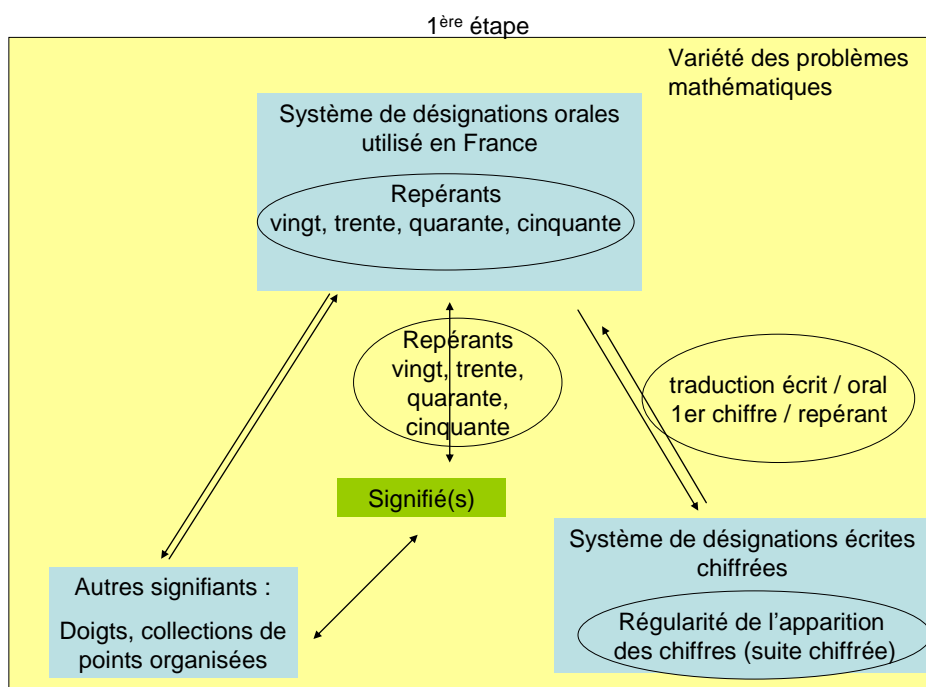 1ère étape
Variété des problèmes
mathématiques
Système de désignations orales
utilisé en France
Repérants
vingt, trente, quarante, cinquante
Repérants
vingt, trente,
quarante,
cinquante
traduction écrit / oral
1er chiffre / repérant
Signifié(s)
Système de désignations écrites
chiffrées
Régularité de l’apparition
des chiffres (suite chiffrée)
Autres signifiants :
Doigts, collections de
points organisées